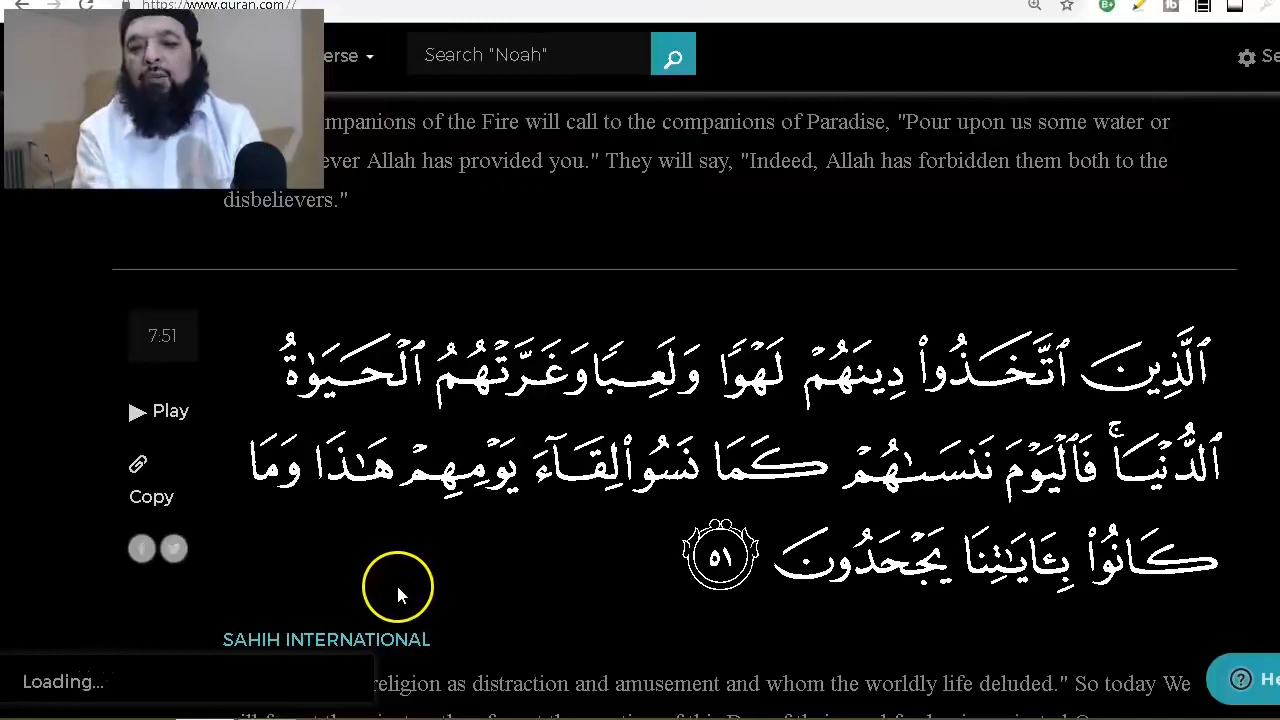 https://www.quran.com//
erse
Search "Noah"
Se
mpanions of the Fire will call to the companions of Paradise, "Pour upon us some water or
ever Allah has provided you." They will say, "Indeed, Allah has forbidden them both to the
disbelievers."
7:51
ٱلَّذِينَ ٱتَّخَذُوا۟ دِينَهُمْ لَهْوًا وَلَعِبًا وَغَرَّتْهُمُ ٱلْحَيَوٰةُ
ٱلدُّنْيَا ۚ فَٱلْيَوْمَ نَنسَىٰهُمْ كَمَا نَسُوا۟ لِقَآءَ يَوْمِهِمْ هَـٰذَا وَمَا
كَانُوا۟ بِـَٔايَـٰتِنَا يَجْحَدُونَ ٥١
Play
Copy
SAHIH INTERNATIONAL
religion as distraction and amusement and whom the worldly life deluded." So today We
Loading...
He